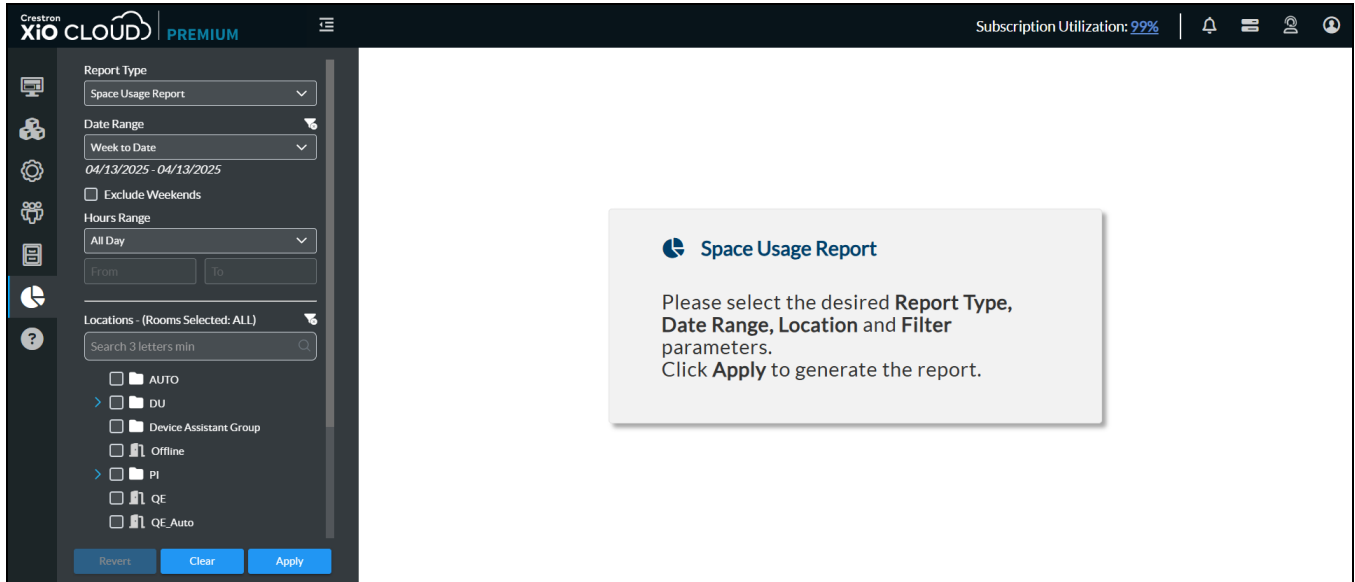 Crestron
XiO CLOUD PREMIUM
Subscription Utilization: 99%
Report Type
Space Usage Report
Date Range
Week to Date
04/13/2025 - 04/13/2025
Exclude Weekends
Hours Range
All Day
From To
Locations - (Rooms Selected: ALL)
Search 3 letters min
AUTO
DU
Device Assistant Group
Offline
PI
QE
QE_Auto
Revert Clear Apply
Space Usage Report
Please select the desired Report Type,
Date Range, Location and Filter
parameters.
Click Apply to generate the report.